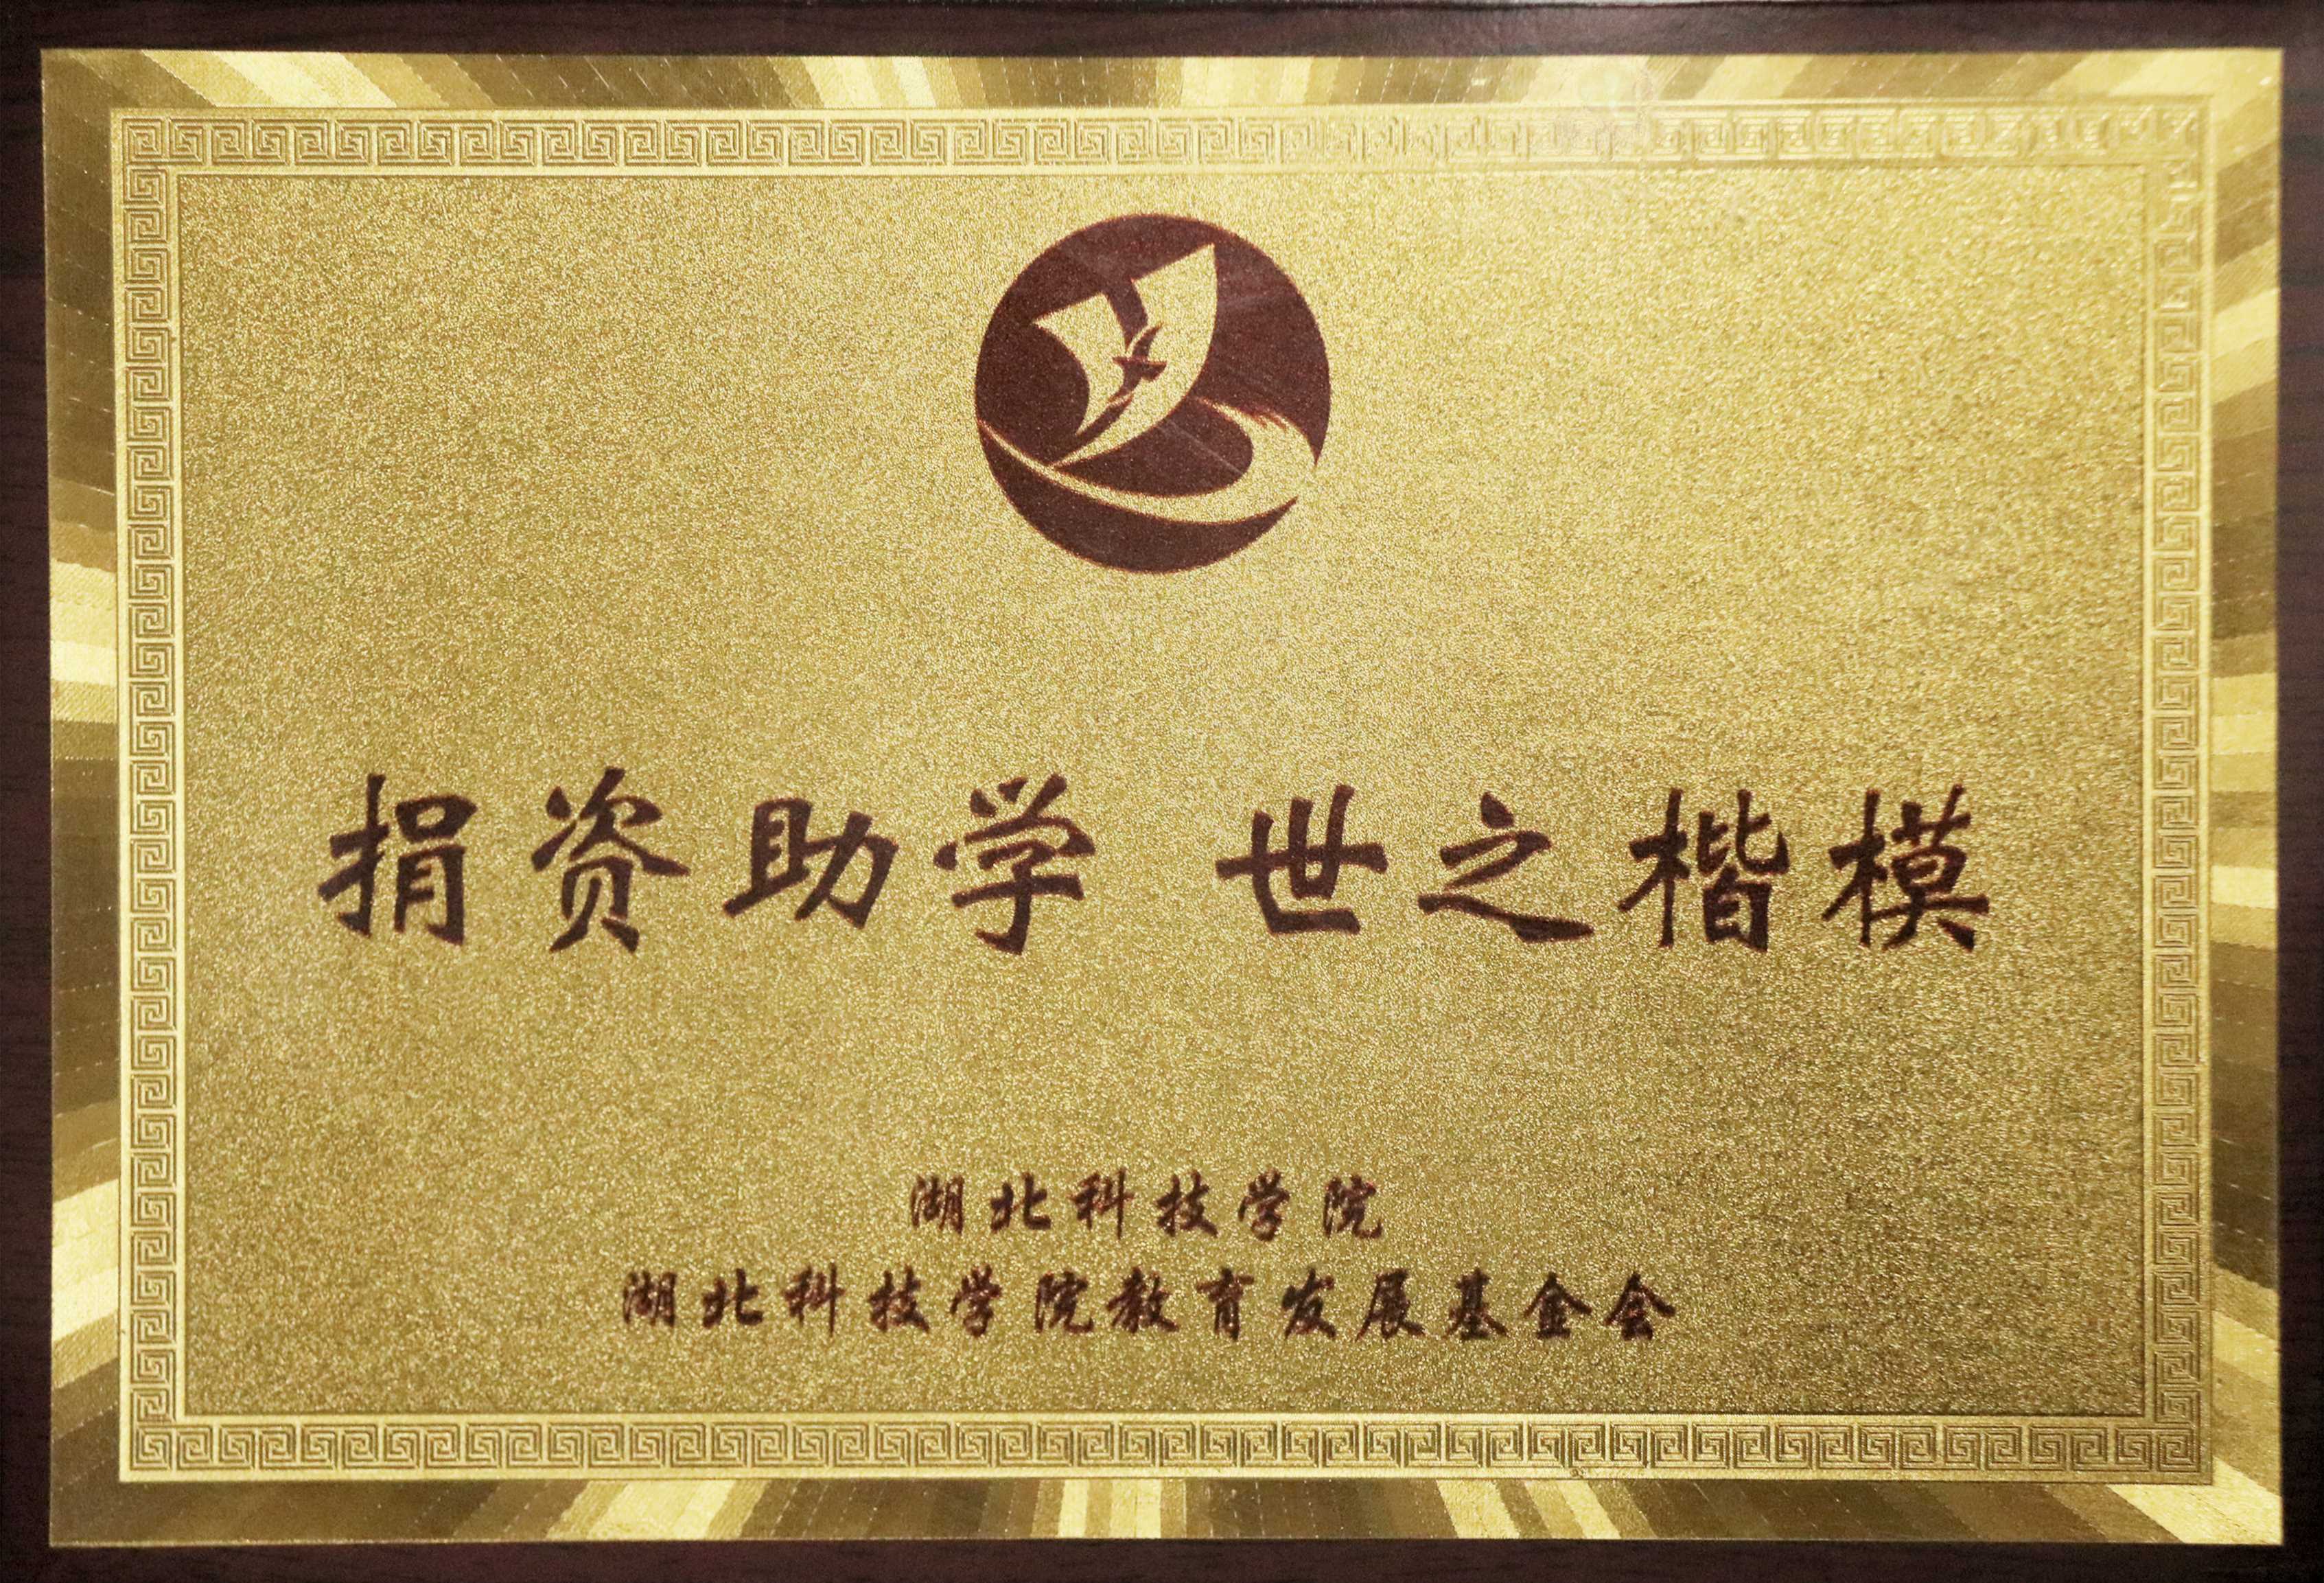 捐资助学 世之楷模
湖北科技学院
湖北科技学院教育发展基金会